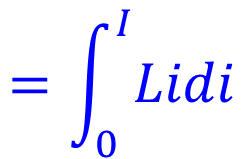 = ∫₀ᴵ Lidi